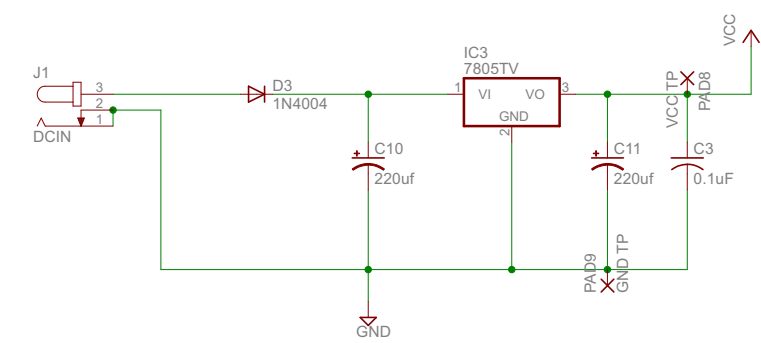 VCC
J1
3
2
1
DCIN
D3
1N4004
IC3
7805TV
1
VI
VO
3
GND
2
C10
220uf
C11
220uf
VCC TP
PAD8
C3
0.1uF
PAD9
GND TP
GND